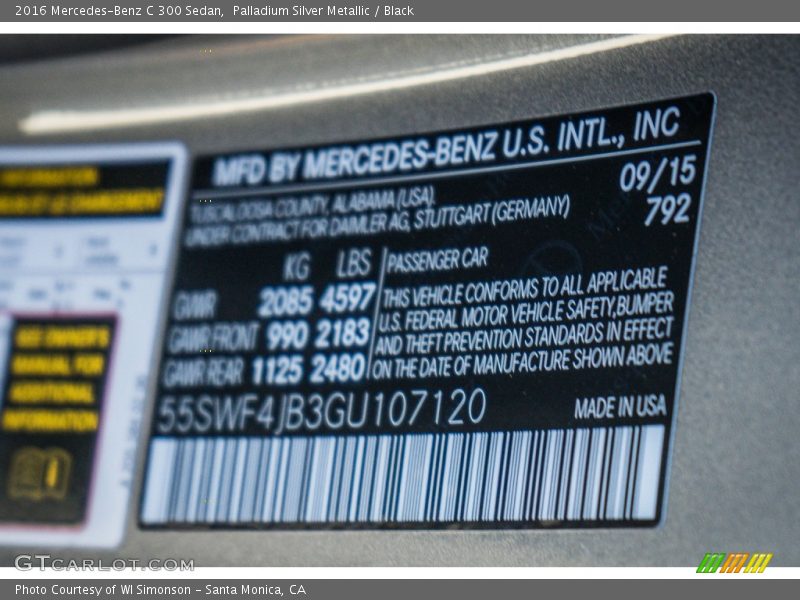 2016 Mercedes-Benz C 300 Sedan,  Palladium Silver Metallic / Black
MFD BY MERCEDES-BENZ U.S. INTL., INC
TUSCALOOSA COUNTY, ALABAMA (USA)
09/15
UNDER CONTRACT FOR DAIMLER AG, STUTTGART (GERMANY)
792
KG LBS
PASSENGER CAR
GVWR 2085 4597
THIS VEHICLE CONFORMS TO ALL APPLICABLE
GAWR FRONT 990 2183
U.S. FEDERAL MOTOR VEHICLE SAFETY, BUMPER
AND THEFT PREVENTION STANDARDS IN EFFECT
GAWR REAR 1125 2480
ON THE DATE OF MANUFACTURE SHOWN ABOVE
55SWF4JB3GU107120
MADE IN USA
SEE OWNER'S
MANUAL FOR
ADDITIONAL
INFORMATION
GTCARLOT.COM
Photo Courtesy of WI Simonson - Santa Monica, CA